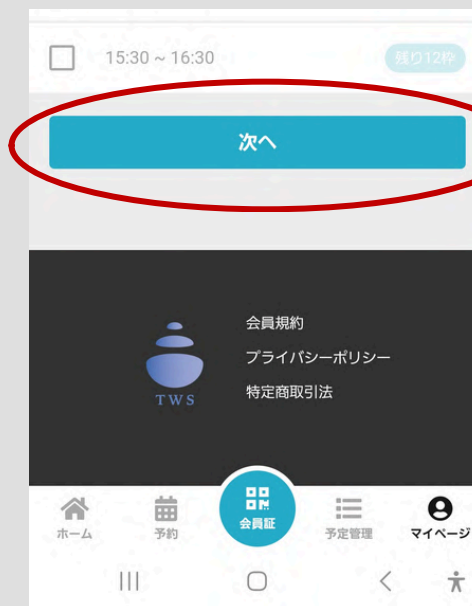 15:30 ~ 16:30 残り12枠
次へ
会員規約
プライバシーポリシー
特定商取引法
TWS
ホーム 予約 会員証 予定管理 マイページ